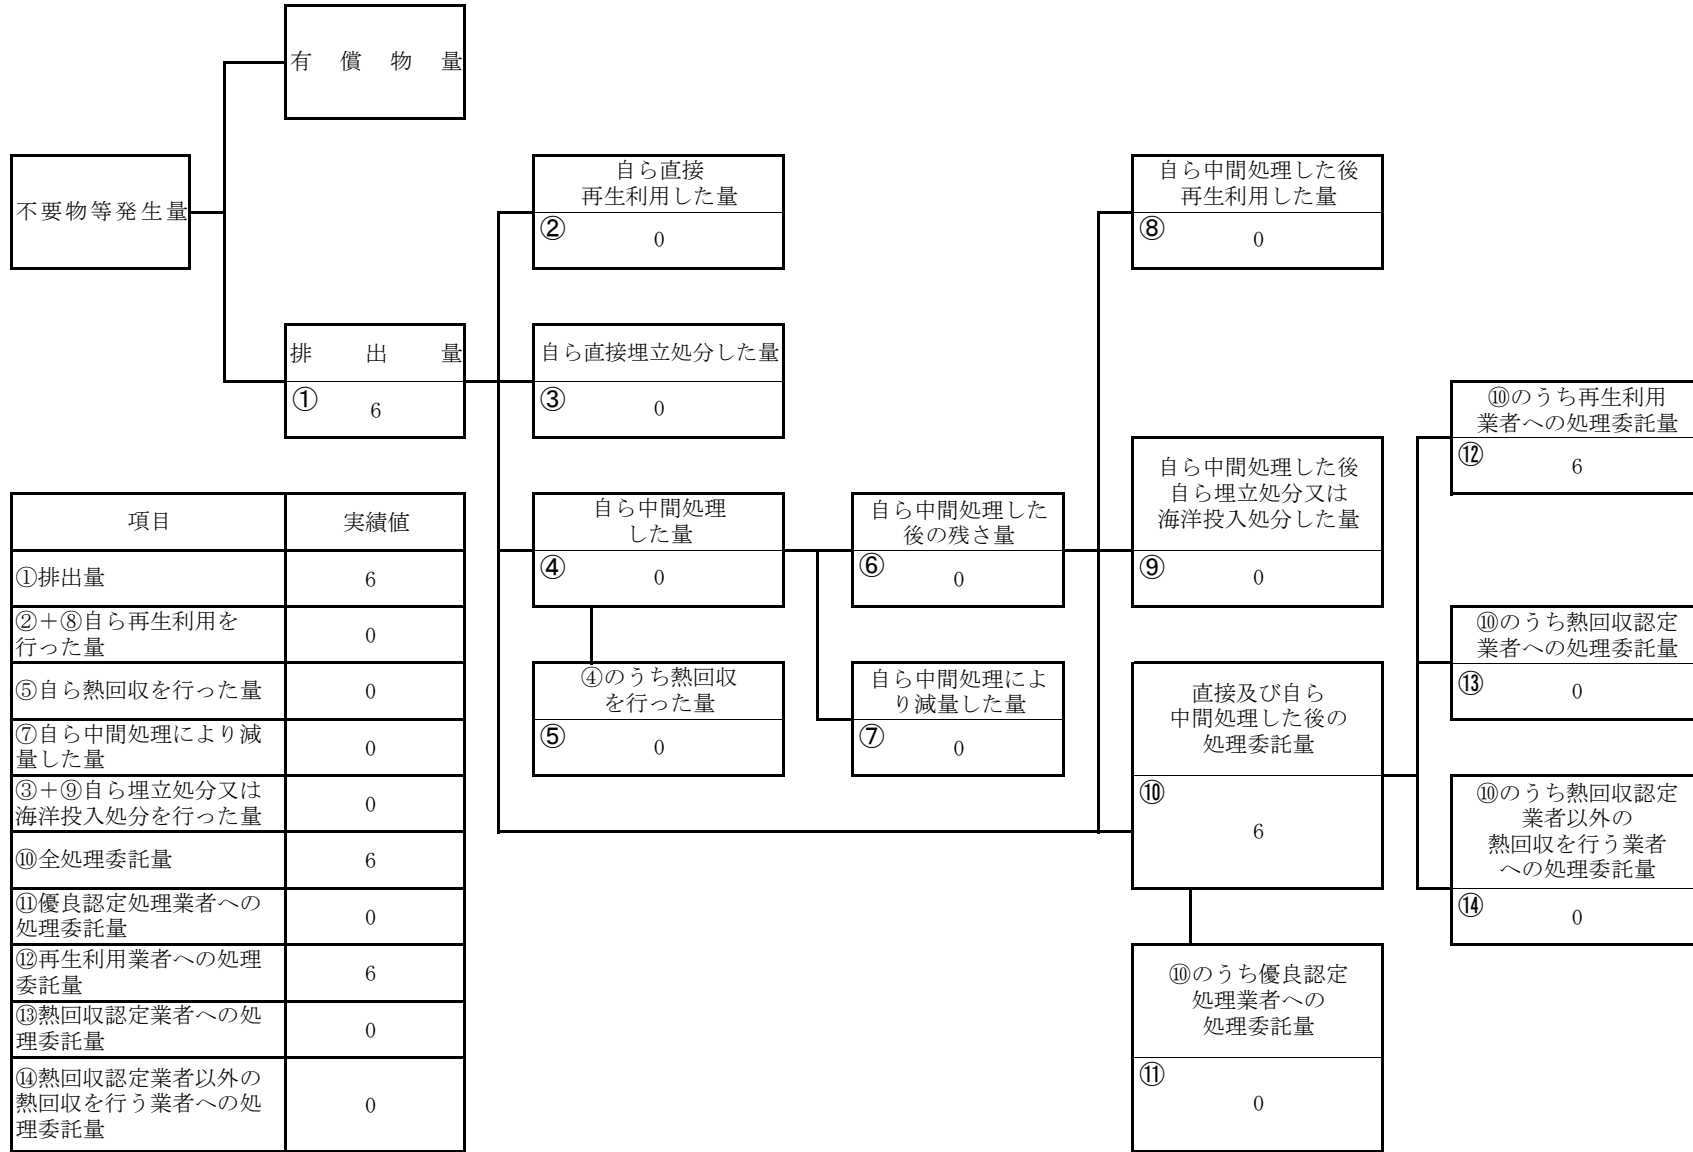 有償物量
不要物等発生量
排出量
①
6
自ら直接
再生利用した量
②
0
自ら直接埋立処分した量
③
0
自ら中間処理
した量
④
0
④のうち熱回収
を行った量
⑤
0
自ら中間処理した
後の残さ量
⑥
0
自ら中間処理によ
り減量した量
⑦
0
自ら中間処理した後
再生利用した量
⑧
0
自ら中間処理した後
自ら埋立処分又は
海洋投入処分した量
⑨
0
直接及び自ら
中間処理した後の
処理委託量
⑩
6
⑩のうち優良認定
処理業者への
処理委託量
⑪
0
⑩のうち再生利用
業者への処理委託量
⑫
6
⑩のうち熱回収認定
業者への処理委託量
⑬
0
⑩のうち熱回収認定
業者以外の
熱回収を行う業者
への処理委託量
⑭
0
項目 実績値
①排出量 6
②＋⑧自ら再生利用を
行った量 0
⑤自ら熱回収を行った量 0
⑦自ら中間処理により減
量した量 0
③＋⑨自ら埋立処分又は
海洋投入処分を行った量 0
⑩全処理委託量 6
⑪優良認定処理業者への
処理委託量 0
⑫再生利用業者への処理
委託量 6
⑬熱回収認定業者への処
理委託量 0
⑭熱回収認定業者以外の
熱回収を行う業者への処
理委託量 0